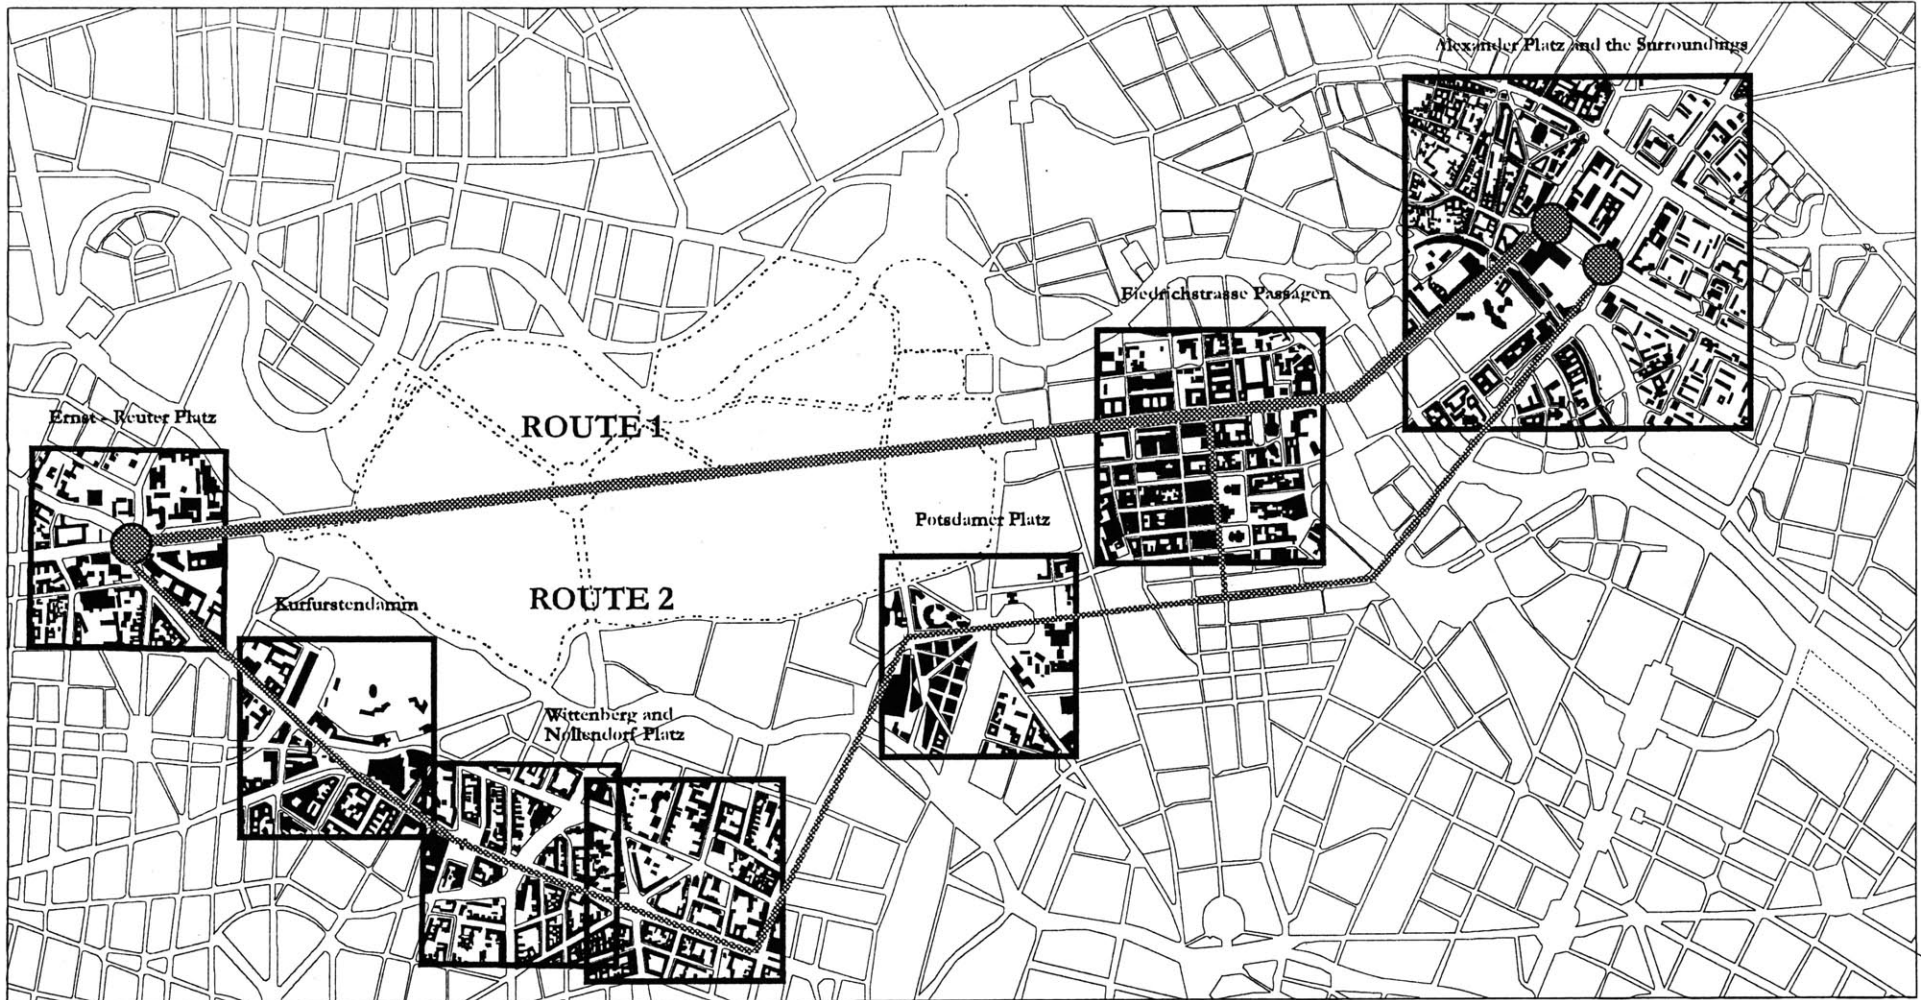 Alexander Platz and the Surroundings
Fiedrichstrasse Passagen
Ernst - Reuter Platz
ROUTE 1
Potsdamer Platz
ROUTE 2
Kurfurstendamm
Wittenberg and
Nollendorf Platz